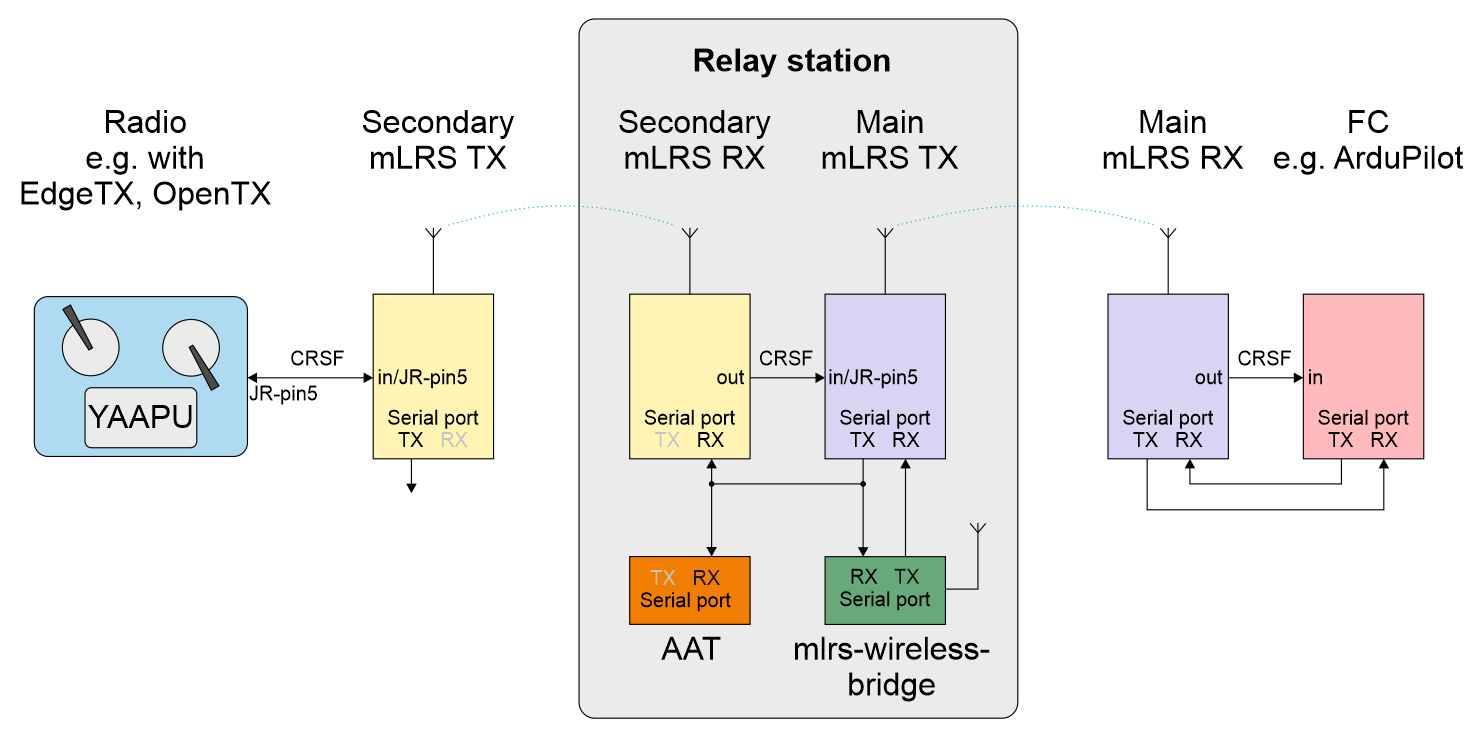 Relay station
Radio
e.g. with
EdgeTX, OpenTX
Secondary
mLRS TX
Secondary
mLRS RX
Main
mLRS TX
Main
mLRS RX
FC
e.g. ArduPilot
YAAPU
CRSF
JR-pin5
in/JR-pin5
Serial port
TX RX
out
Serial port
TX RX
CRSF
in/JR-pin5
Serial port
TX RX
out
Serial port
TX RX
CRSF
in
Serial port
TX RX
TX RX
Serial port
AAT
RX TX
Serial port
mlrs-wireless-
bridge